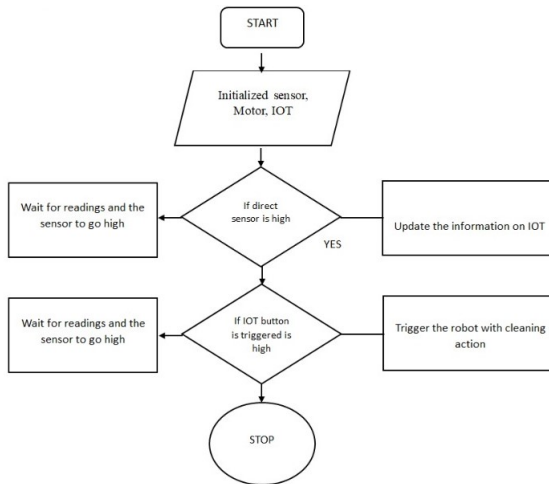 START
Initialized sensor,
Motor, IOT
Wait for readings and the
sensor to go high
If direct
sensor is high
Update the information on IOT
YES
Wait for readings and the
sensor to go high
If IOT button
is triggered is
high
Trigger the robot with cleaning
action
STOP